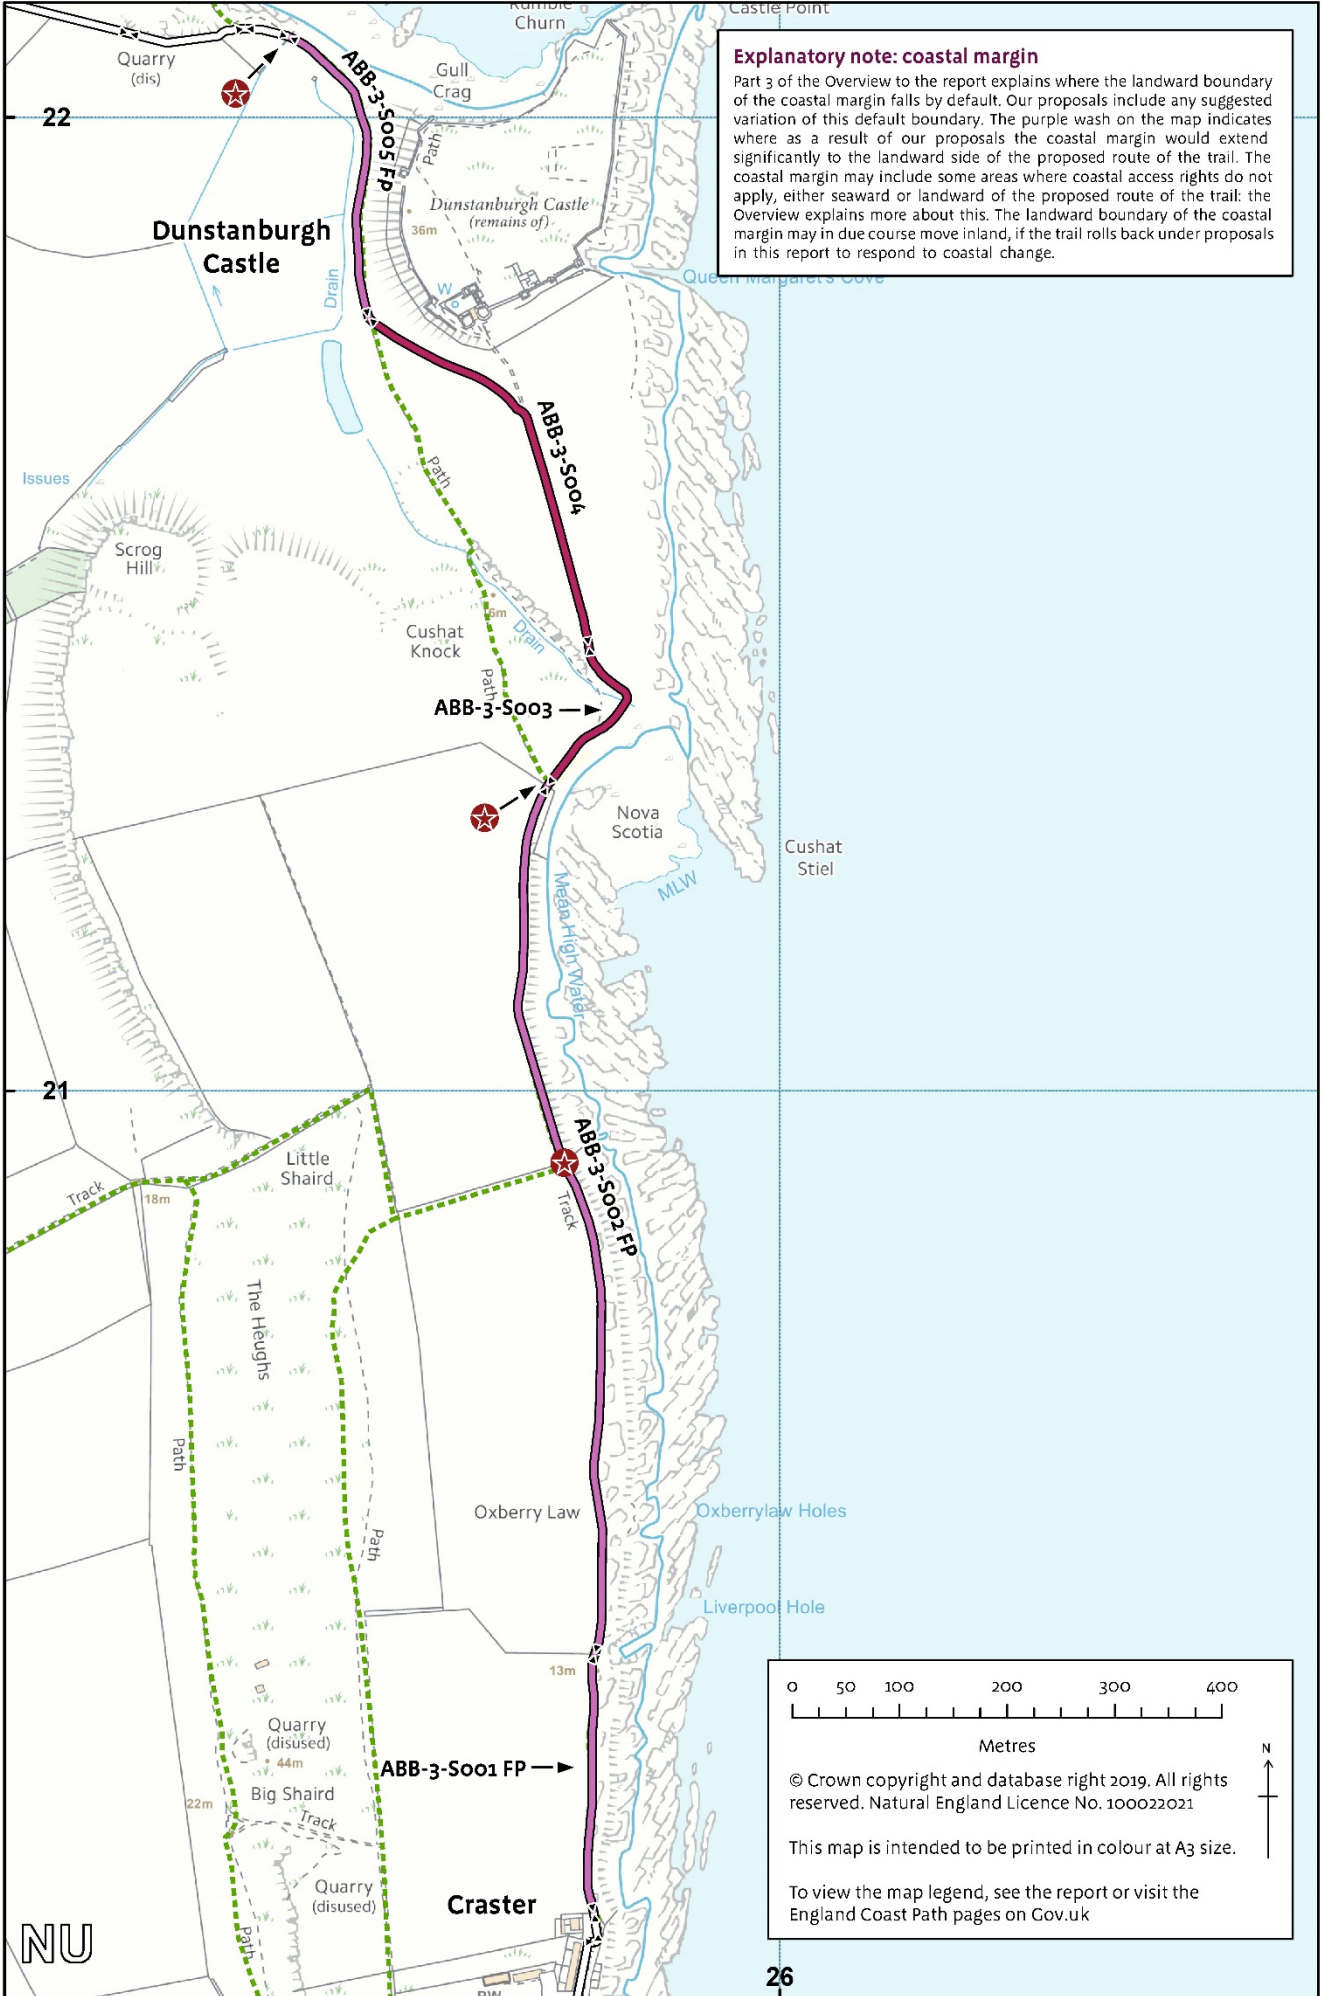 Rumble
Churn
Castle Point
Quarry
(dis)
ABB-3-S005 FP
Gull
Crag
22
Path
Explanatory note: coastal margin
Part 3 of the Overview to the report explains where the landward boundary
of the coastal margin falls by default. Our proposals include any suggested
variation of this default boundary. The purple wash on the map indicates
where as a result of our proposals the coastal margin would extend
significantly to the landward side of the proposed route of the trail. The
coastal margin may include some areas where coastal access rights do not
apply, either seaward or landward of the proposed route of the trail: the
Overview explains more about this. The landward boundary of the coastal
margin may in due course move inland, if the trail rolls back under proposals
in this report to respond to coastal change.
Dunstanburgh Castle
(remains of)
36m
Dunstanburgh
Castle
Drain
W
Queen Margaret's Cove
ABB-3-S004
Path
Issues
Scrog
Hill
6m
Drain
Cushat
Knock
Path
ABB-3-S003
Nova
Scotia
Cushat
Stiel
MLW
Mean High Water
21
ABB-3-S002 FP
Little
Shaird
Track
18m
Track
The Heughs
Path
Path
Oxberry Law
Oxberrylaw Holes
Liverpool Hole
13m
0 50 100 200 300 400
Metres
N
© Crown copyright and database right 2019. All rights
reserved. Natural England Licence No. 100022021
This map is intended to be printed in colour at A3 size.
To view the map legend, see the report or visit the
England Coast Path pages on Gov.uk
Quarry
(disused)
44m
ABB-3-S001 FP
Big Shaird
22m
Track
Quarry
(disused)
Craster
NU
Path
PW
26